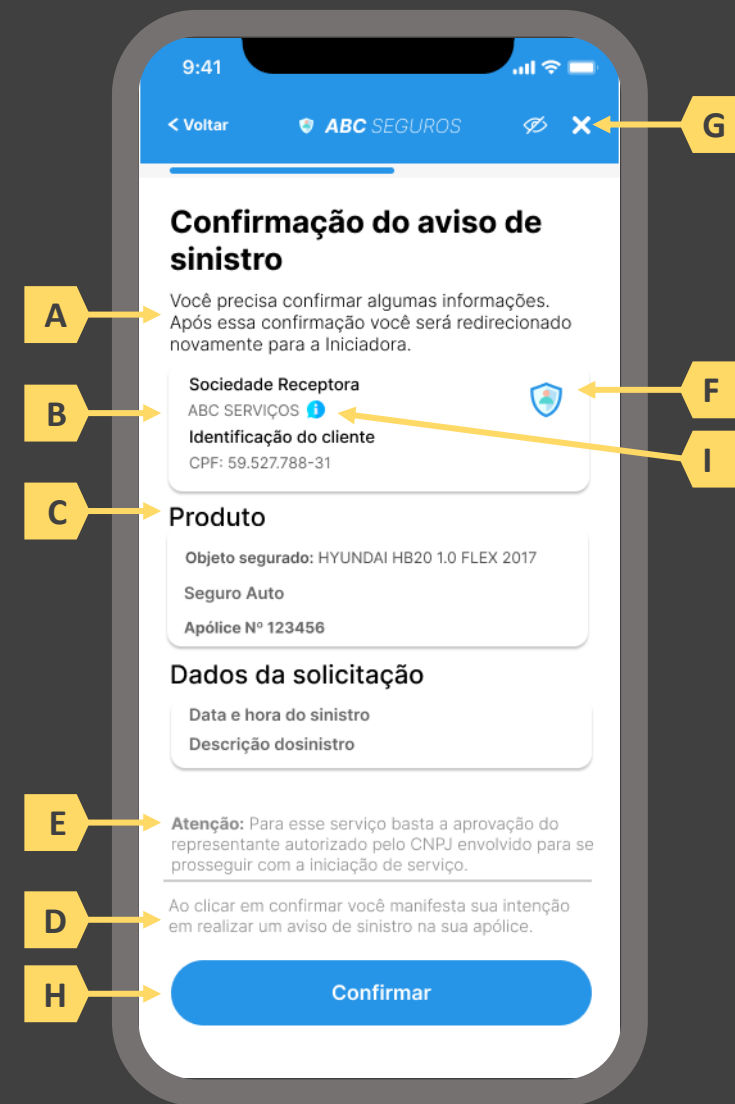 9:41
< Voltar
ABC SEGUROS
G
Confirmação do aviso de
sinistro
A
Você precisa confirmar algumas informações.
Após essa confirmação você será redirecionado
novamente para a Iniciadora.
Sociedade Receptora
F
B
ABC SERVIÇOS i
Identificação do cliente
I
CPF: 59.527.788-31
C
Produto
Objeto segurado: HYUNDAI HB20 1.0 FLEX 2017
Seguro Auto
Apólice Nº 123456
Dados da solicitação
Data e hora do sinistro
Descrição dosinistro
E
Atenção: Para esse serviço basta a aprovação do
representante autorizado pelo CNPJ envolvido para se
prosseguir com a iniciação de serviço.
D
Ao clicar em confirmar você manifesta sua intenção
em realizar um aviso de sinistro na sua apólice.
H
Confirmar